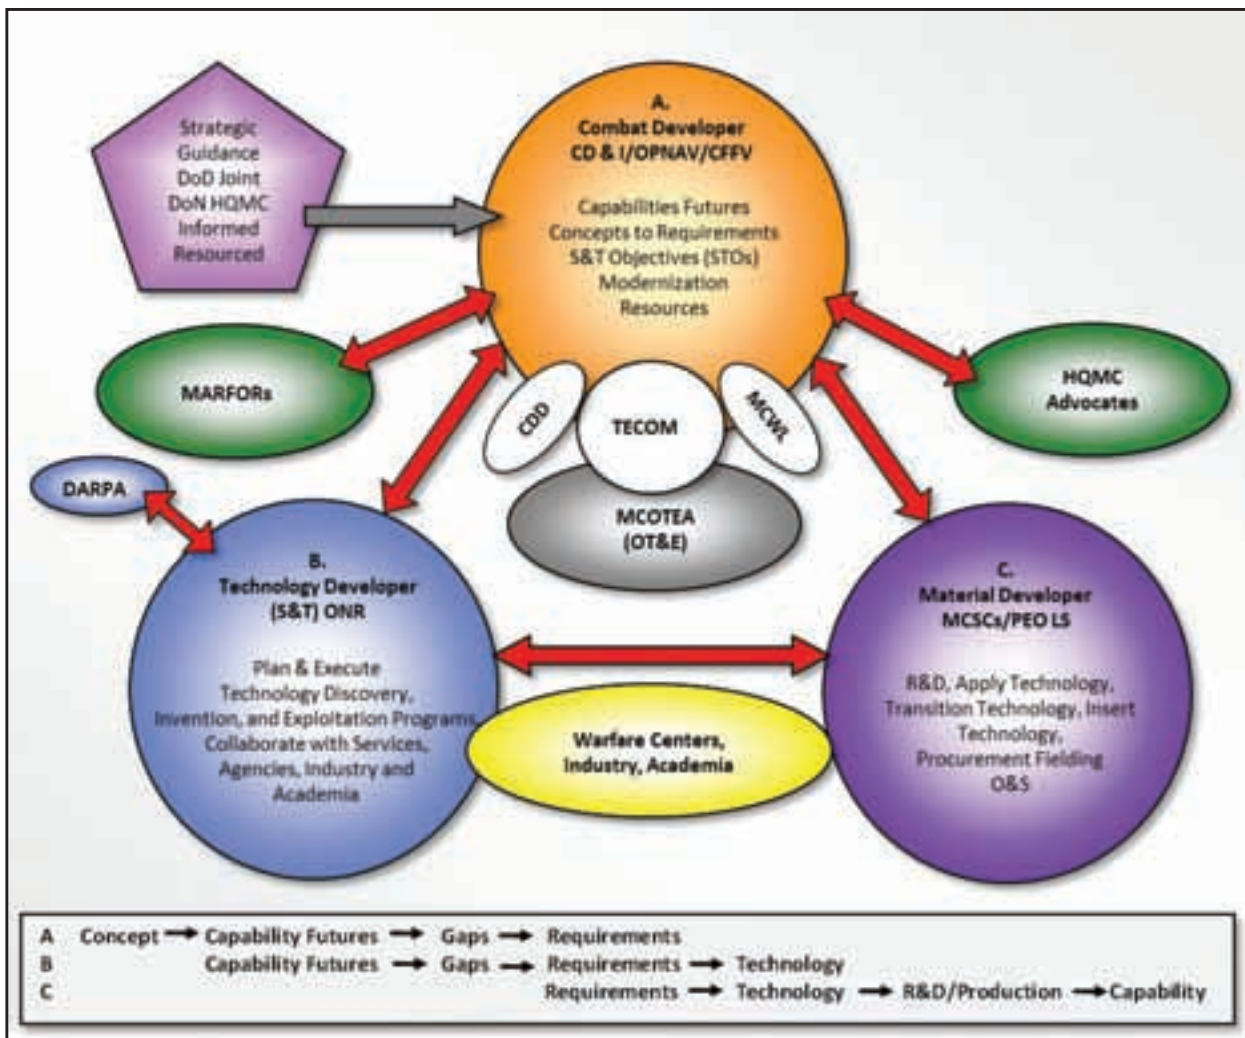 Strategic
Guidance
DoD Joint
DoN HQMC
Informed
Resourced
A.
Combat Developer
CD & I/OPNAV/CFFV
Capabilities Futures
Concepts to Requirements
S&T Objectives (STOs)
Modernization
Resources
MARFORs
HQMC
Advocates
CDD
TECOM
MCWL
DARPA
MCOTEA
(OT&E)
B.
Technology Developer
(S&T) ONR
Plan & Execute
Technology Discovery,
Invention, and Exploitation Programs,
Collaborate with Services,
Agencies, Industry and
Academia
C.
Material Developer
MCSCs/PEO LS
R&D, Apply Technology,
Transition Technology, Insert
Technology,
Procurement Fielding
O&S
Warfare Centers,
Industry, Academia
A Concept → Capability Futures → Gaps → Requirements
B Capability Futures → Gaps → Requirements → Technology
C Requirements → Technology → R&D/Production → Capability